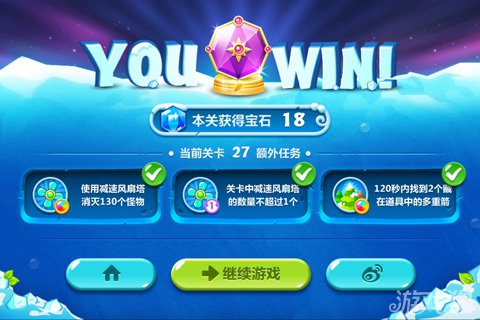 YOU WIN!
本关获得宝石 18
当前关卡 27 额外任务
使用减速风扇塔
消灭130个怪物
关卡中减速风扇塔
的数量不超过1个
1
120秒内找到2个藏
在道具中的多重箭
继续游戏